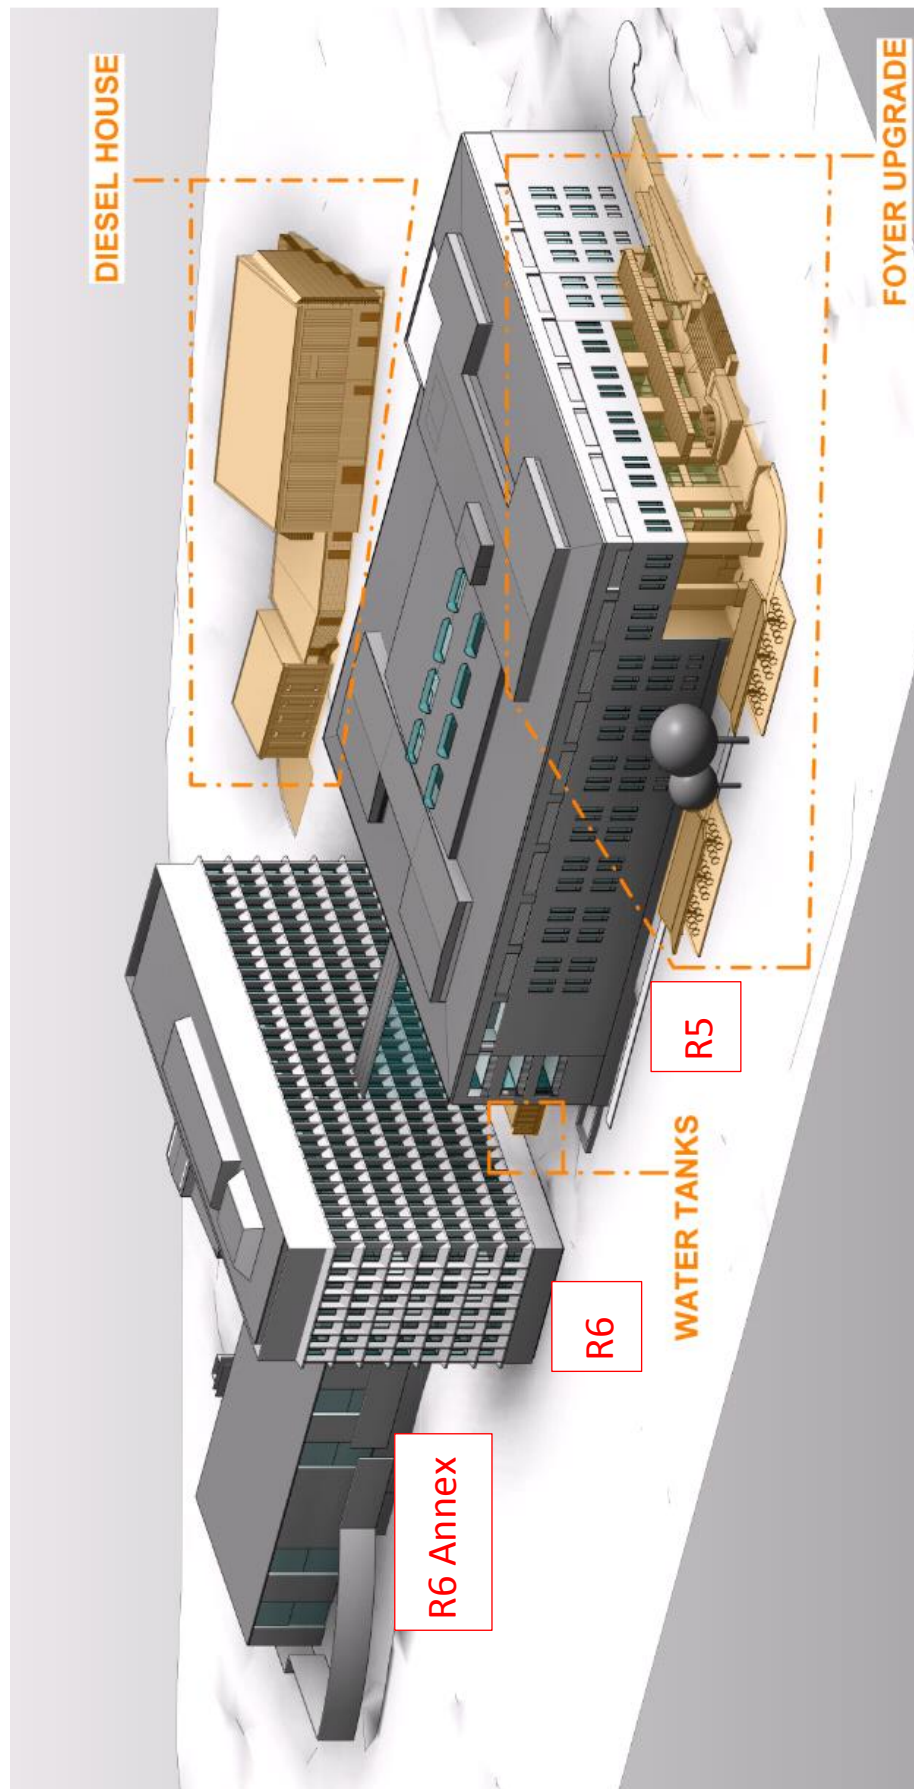 DIESEL HOUSE
FOYER UPGRADE
R5
WATER TANKS
R6
R6 Annex